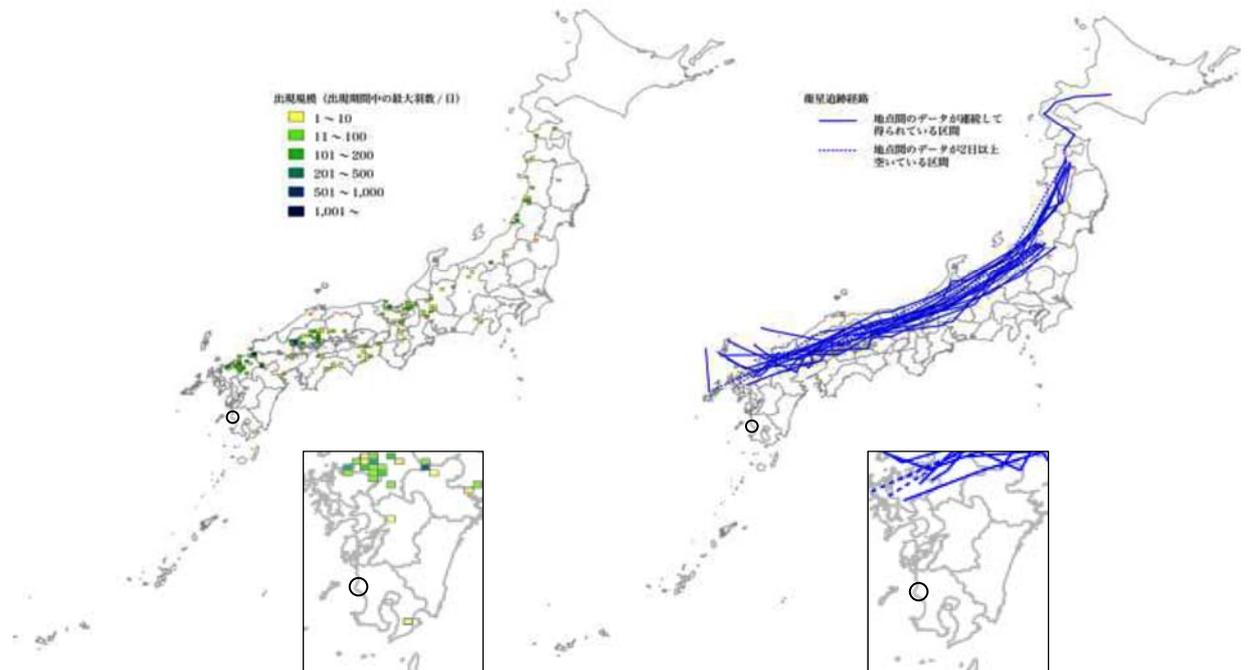 出現規模（出現期間中の最大羽数 / 日）
1 ～ 10
11 ～ 100
101 ～ 200
201 ～ 500
501 ～ 1,000
1,001 ～
衛星追跡経路
地点間のデータが連続して
得られている区間
地点間のデータが2日以上
空いている区間